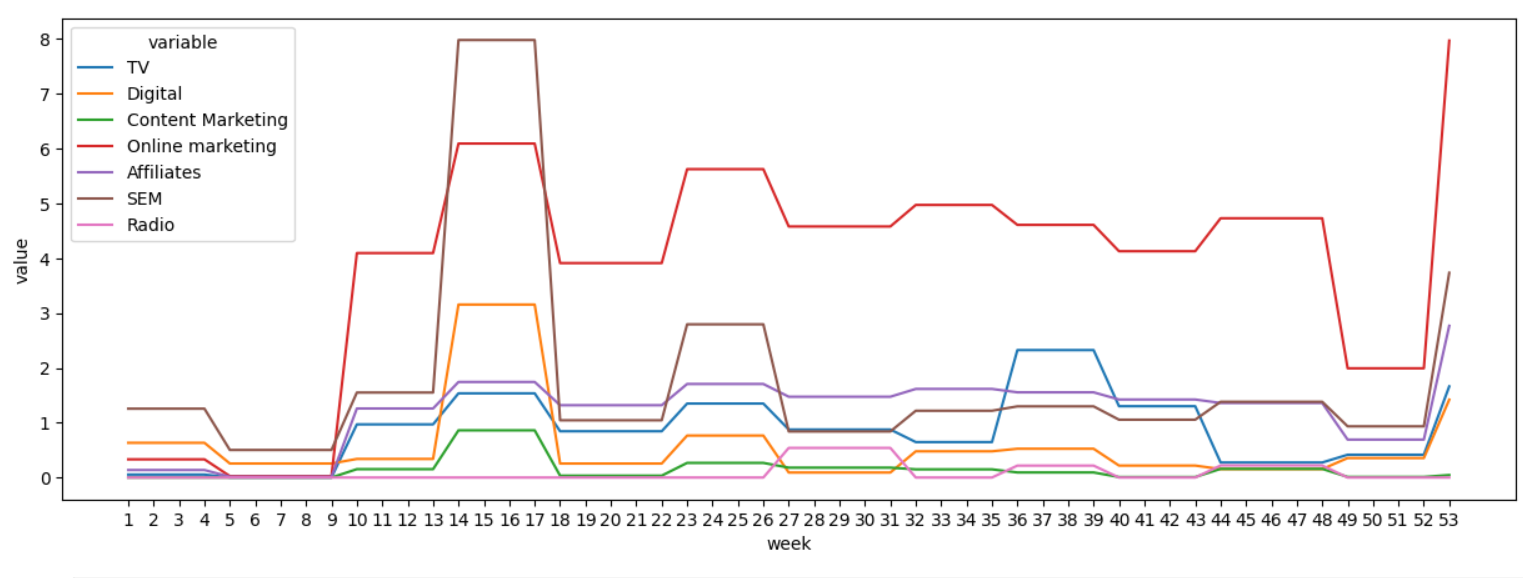 variable
TV
Digital
Content Marketing
Online marketing
Affiliates
SEM
Radio
8
7
6
5
4
3
2
1
0
value
1 2 3 4 5 6 7 8 9 10 11 12 13 14 15 16 17 18 19 20 21 22 23 24 25 26 27 28 29 30 31 32 33 34 35 36 37 38 39 40 41 42 43 44 45 46 47 48 49 50 51 52 53
week